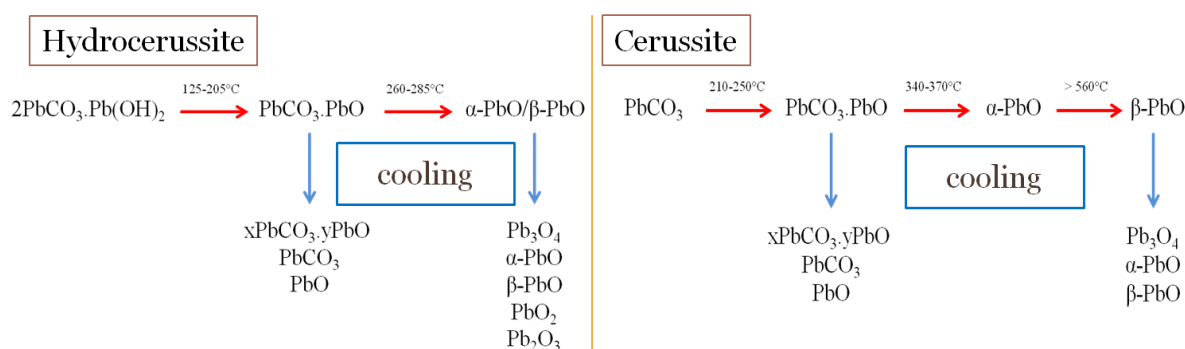 Hydrocerussite
125-205°C
260-285°C
2PbCO₃.Pb(OH)₂
PbCO₃.PbO
α-PbO/β-PbO
cooling
xPbCO₃.yPbO
PbCO₃
PbO
Pb₃O₄
α-PbO
β-PbO
PbO₂
Pb₂O₃
Cerussite
210-250°C
340-370°C
> 560°C
PbCO₃
PbCO₃.PbO
α-PbO
β-PbO
cooling
xPbCO₃.yPbO
PbCO₃
PbO
Pb₃O₄
α-PbO
β-PbO